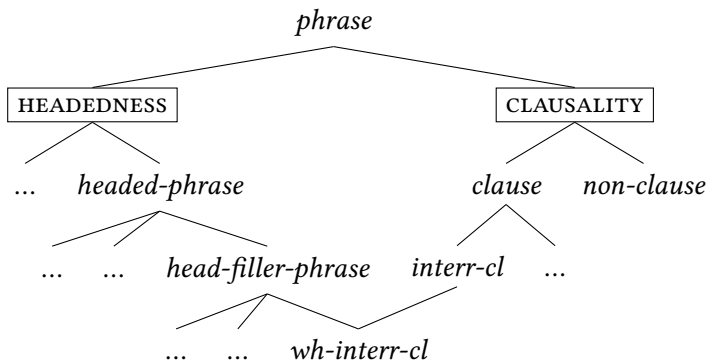 phrase
HEADEDNESS CLAUSALITY
... headed-phrase clause non-clause
... ... head-filler-phrase interr-cl ...
... ... wh-interr-cl